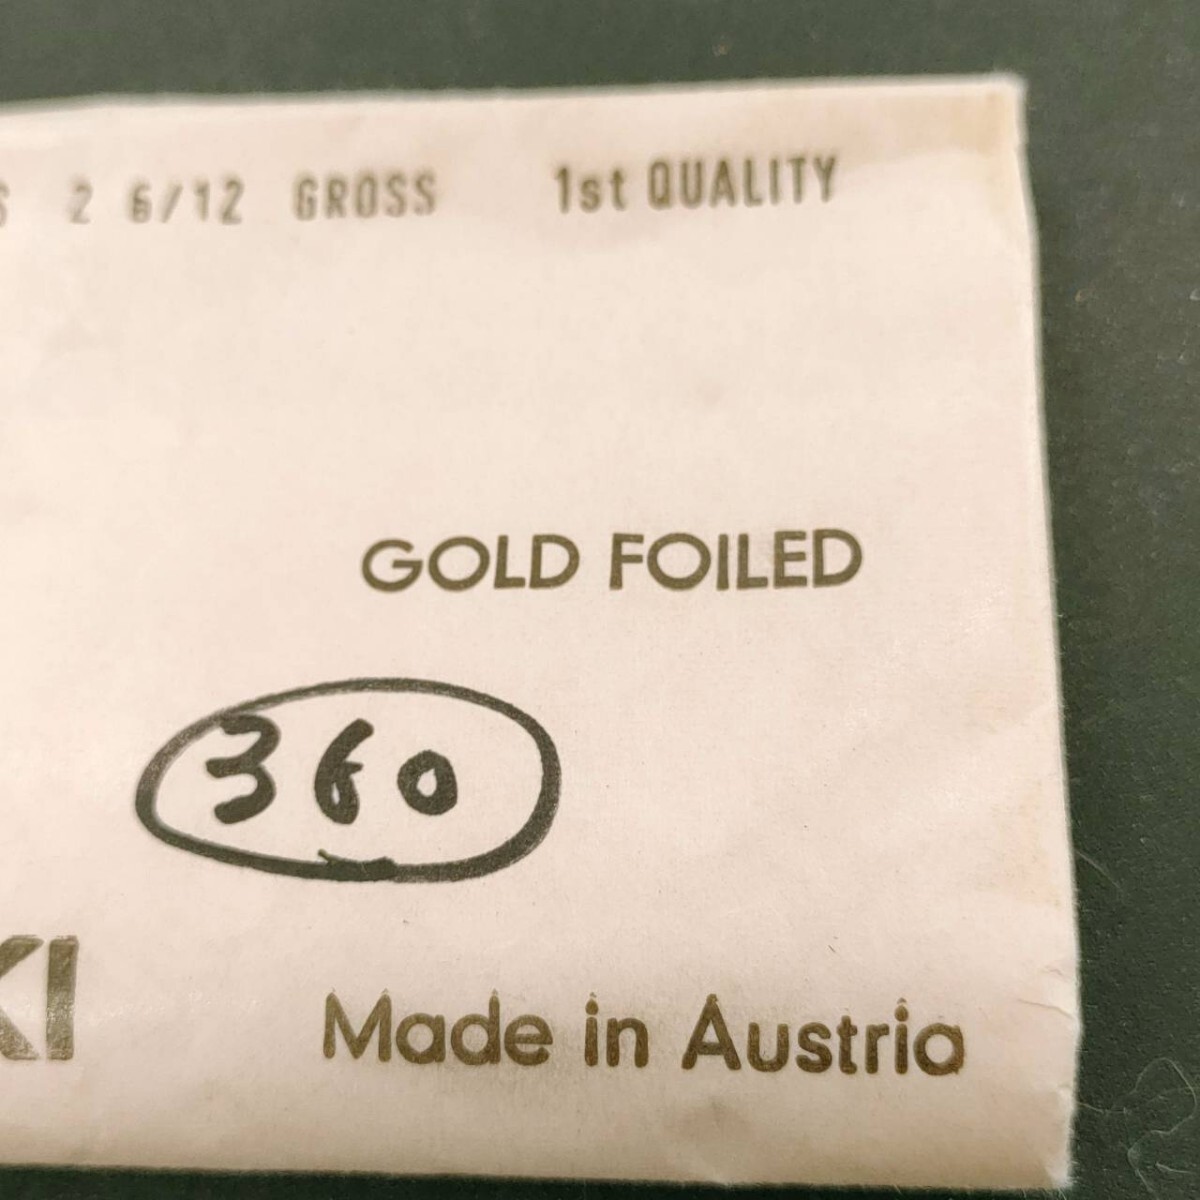 S 2 6/12 GROSS 1st QUALITY
GOLD FOILED
360
KI
Made in Austria